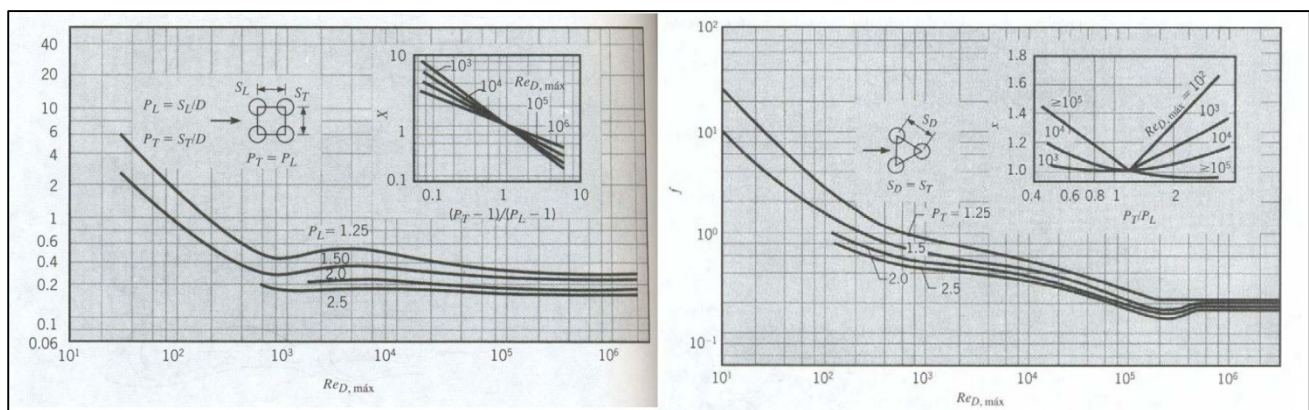 40
20
10
6
4
2
1
0.6
0.4
0.2
0.1
0.06
10¹ 10² 10³ 10⁴ 10⁵ 10⁶
Re_D, máx
P_L = S_L/D
P_T = S_T/D
S_L
S_T
P_T = P_L
P_L = 1.25
1.50
2.0
2.5
10
1
0.1
X
10³
10⁴
Re_D, máx
10⁵
10⁶
0.1 1 10
(P_T − 1)/(P_L − 1)
10²
10¹
10⁰
10⁻¹
f
10¹ 10² 10³ 10⁴ 10⁵ 10⁶
Re_D, máx
S_D
S_D = S_T
P_T = 1.25
1.5
2.0
2.5
1.8
1.6
1.4
1.2
1.0
x
≥10⁵
10⁴
10³
Re_D, máx = 10²
10³
10⁴
≥10⁵
0.4 0.6 0.8 1 2
P_T/P_L